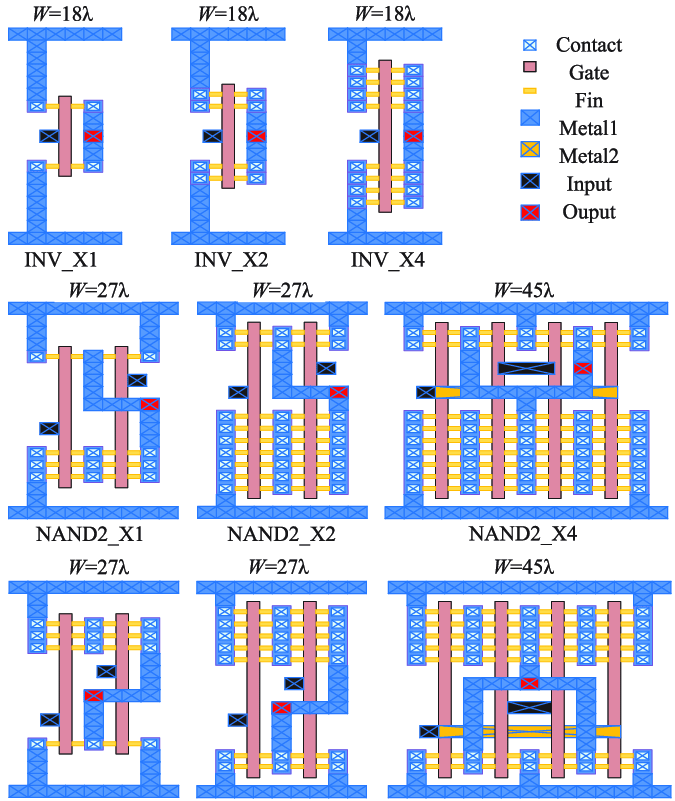 W=18λ W=18λ W=18λ
Contact
Gate
Fin
Metal1
Metal2
Input
Ouput
INV_X1 INV_X2 INV_X4
W=27λ W=27λ W=45λ
NAND2_X1 NAND2_X2 NAND2_X4
W=27λ W=27λ W=45λ